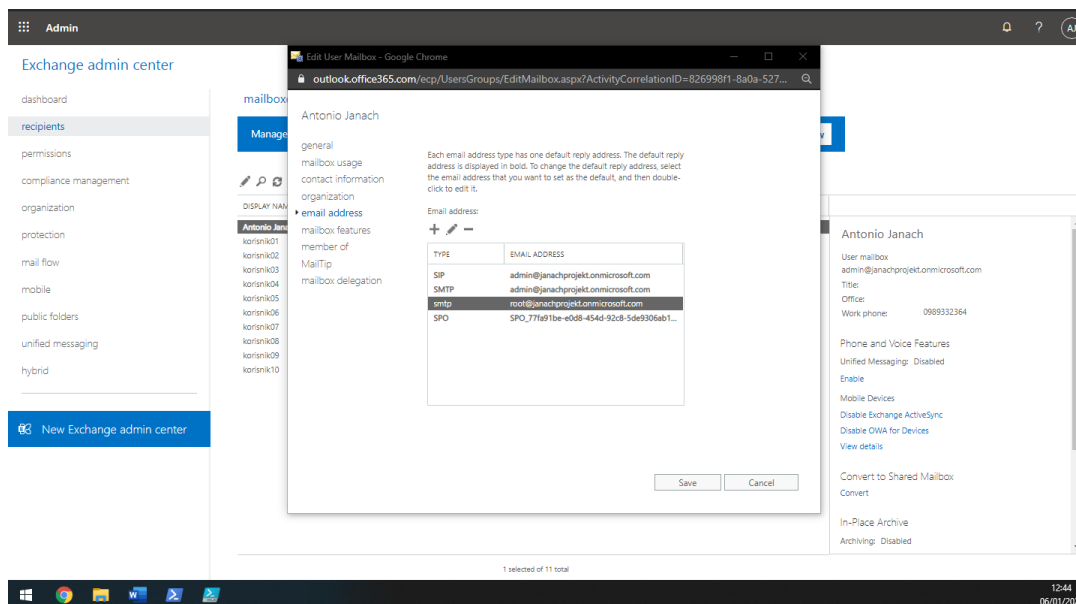 Admin
?
AJ
Exchange admin center
dashboard
recipients
permissions
compliance management
organization
protection
mail flow
mobile
public folders
unified messaging
hybrid
New Exchange admin center
mailbox
Manage
DISPLAY NAM
Antonio Jana
korisnik01
korisnik02
korisnik03
korisnik04
korisnik05
korisnik06
korisnik07
korisnik08
korisnik09
korisnik10
Edit User Mailbox - Google Chrome
outlook.office365.com/ecp/UsersGroups/EditMailbox.aspx?ActivityCorrelationID=826998f1-8a0a-527...
Antonio Janach
general
mailbox usage
contact information
organization
email address
mailbox features
member of
MailTip
mailbox delegation
Each email address type has one default reply address. The default reply
address is displayed in bold. To change the default reply address, select
the email address that you want to set as the default, and then double-
click to edit it.
Email address:
TYPE EMAIL ADDRESS
SIP admin@janachprojekt.onmicrosoft.com
SMTP admin@janachprojekt.onmicrosoft.com
smtp root@janachprojekt.onmicrosoft.com
SPO SPO_77fa91be-e0d8-454d-92c8-5de9306ab1...
Save Cancel
Antonio Janach
User mailbox
admin@janachprojekt.onmicrosoft.com
Title:
Office:
Work phone: 0989332364
Phone and Voice Features
Unified Messaging: Disabled
Enable
Mobile Devices
Disable Exchange ActiveSync
Disable OWA for Devices
View details
Convert to Shared Mailbox
Convert
In-Place Archive
Archiving: Disabled
1 selected of 11 total
12:44
06/01/202